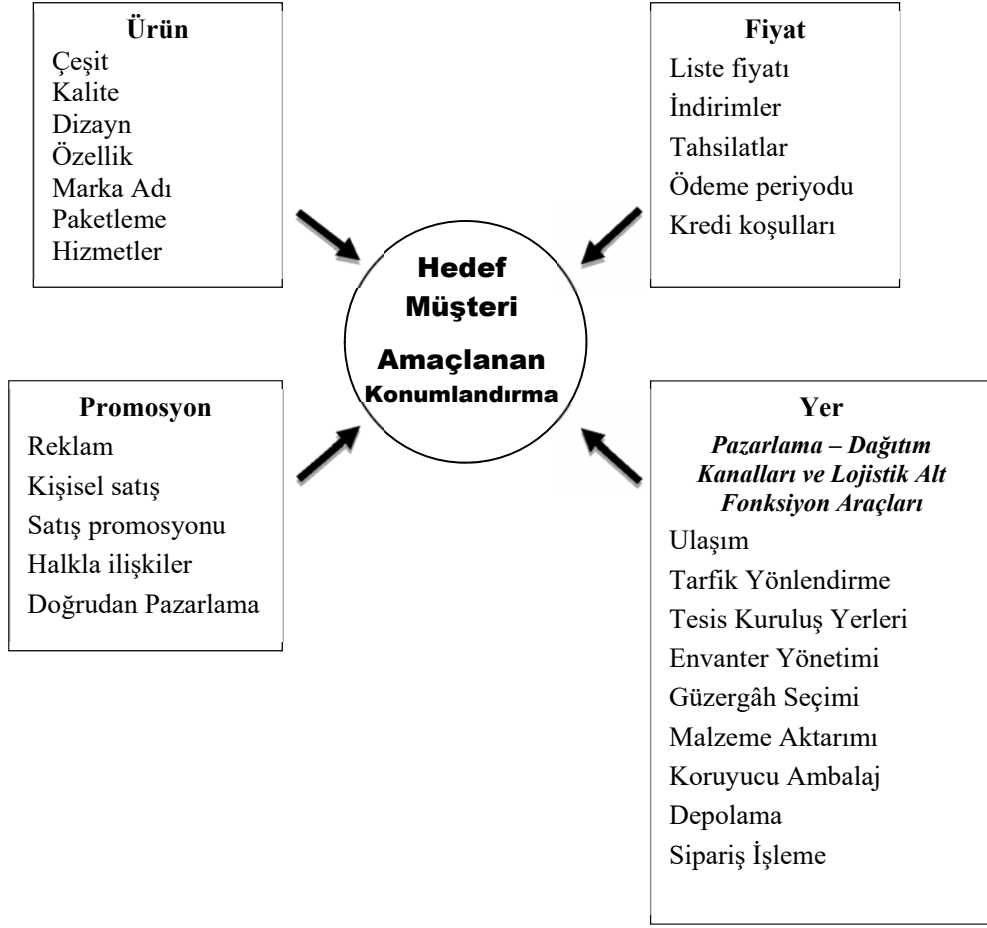 Ürün
Çeşit
Kalite
Dizayn
Özellik
Marka Adı
Paketleme
Hizmetler
Fiyat
Liste fiyatı
İndirimler
Tahsilatlar
Ödeme periyodu
Kredi koşulları
Hedef
Müşteri
Amaçlanan
Konumlandırma
Promosyon
Reklam
Kişisel satış
Satış promosyonu
Halkla ilişkiler
Doğrudan Pazarlama
Yer
Pazarlama – Dağıtım
Kanalları ve Lojistik Alt
Fonksiyon Araçları
Ulaşım
Tarfik Yönlendirme
Tesis Kuruluş Yerleri
Envanter Yönetimi
Güzergâh Seçimi
Malzeme Aktarımı
Koruyucu Ambalaj
Depolama
Sipariş İşleme